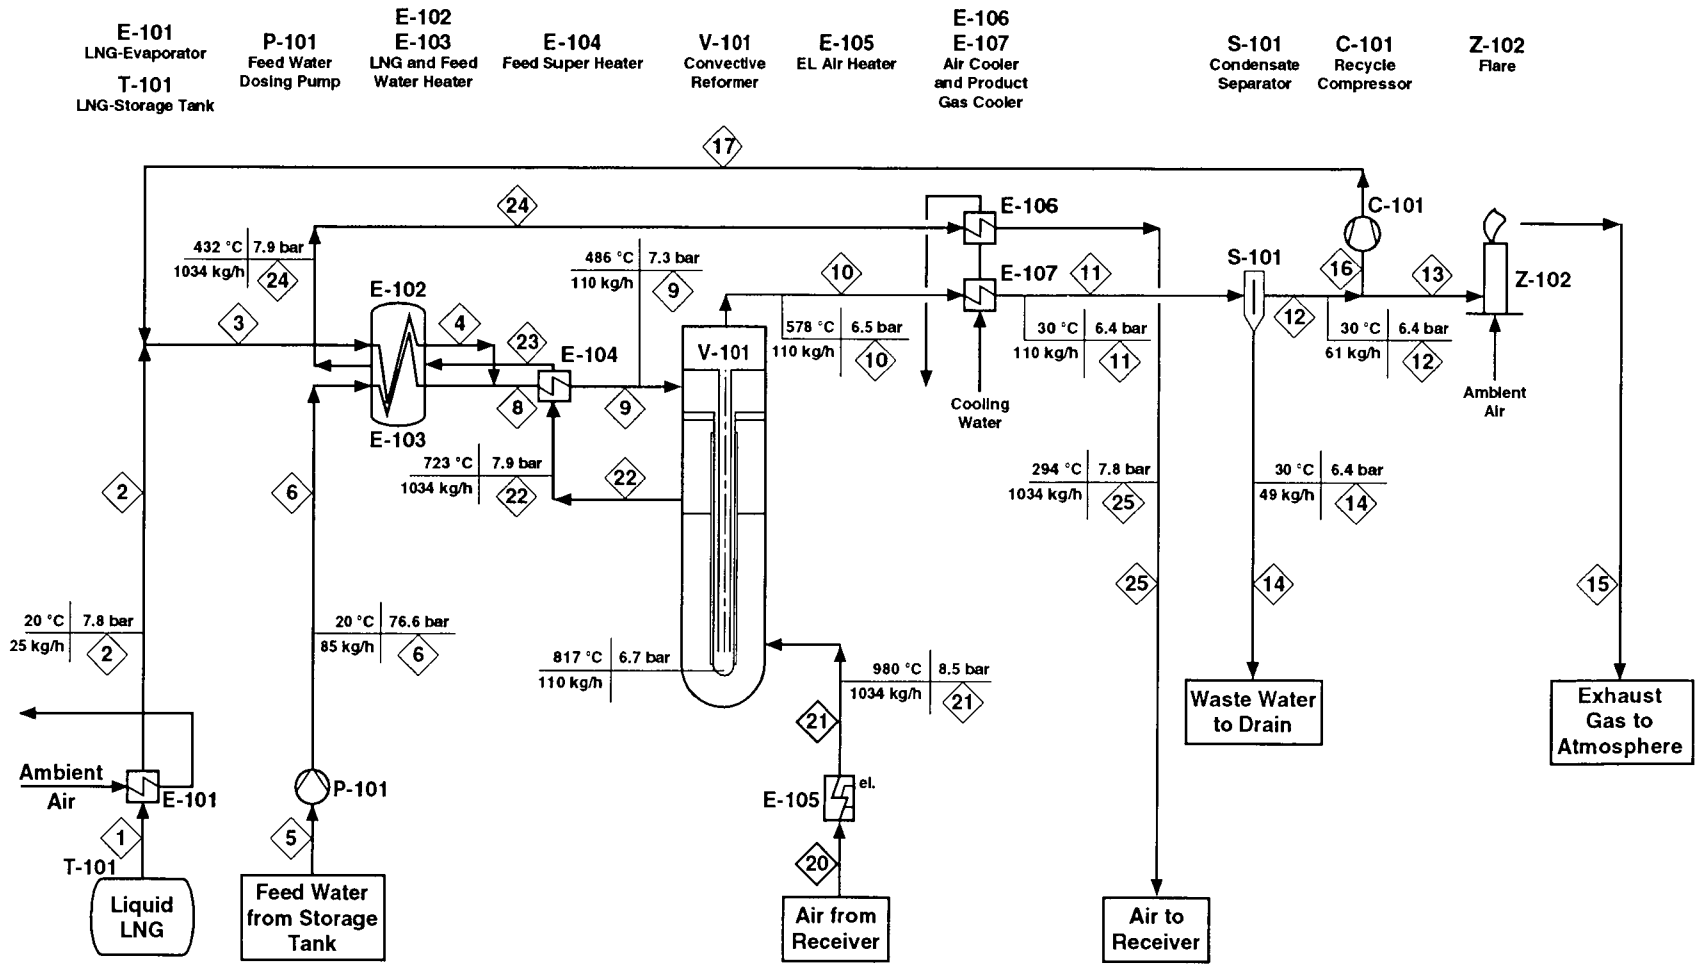 E-101
LNG-Evaporator
T-101
LNG-Storage Tank
P-101
Feed Water
Dosing Pump
E-102
E-103
LNG and Feed
Water Heater
E-104
Feed Super Heater
V-101
Convective
Reformer
E-105
EL Air Heater
E-106
E-107
Air Cooler
and Product
Gas Cooler
S-101
Condensate
Separator
C-101
Recycle
Compressor
Z-102
Flare
17
24
E-106
C-101
432 °C 7.9 bar
1034 kg/h 24
486 °C 7.3 bar
110 kg/h 9
10
E-107
11
S-101
16
13
Z-102
E-102
3
4
23
E-104
V-101
578 °C 6.5 bar
110 kg/h 10
30 °C 6.4 bar
110 kg/h 11
12
30 °C 6.4 bar
61 kg/h 12
8
9
Cooling
Water
Ambient
Air
E-103
723 °C 7.9 bar
1034 kg/h 22
22
2
6
294 °C 7.8 bar
1034 kg/h 25
30 °C 6.4 bar
49 kg/h 14
25
14
15
20 °C 7.8 bar
25 kg/h 2
20 °C 76.6 bar
85 kg/h 6
817 °C 6.7 bar
110 kg/h
980 °C 8.5 bar
1034 kg/h 21
21
Waste Water
to Drain
Exhaust
Gas to
Atmosphere
Ambient
Air
E-101
P-101
E-105
el.
1
5
20
T-101
Liquid
LNG
Feed Water
from Storage
Tank
Air from
Receiver
Air to
Receiver